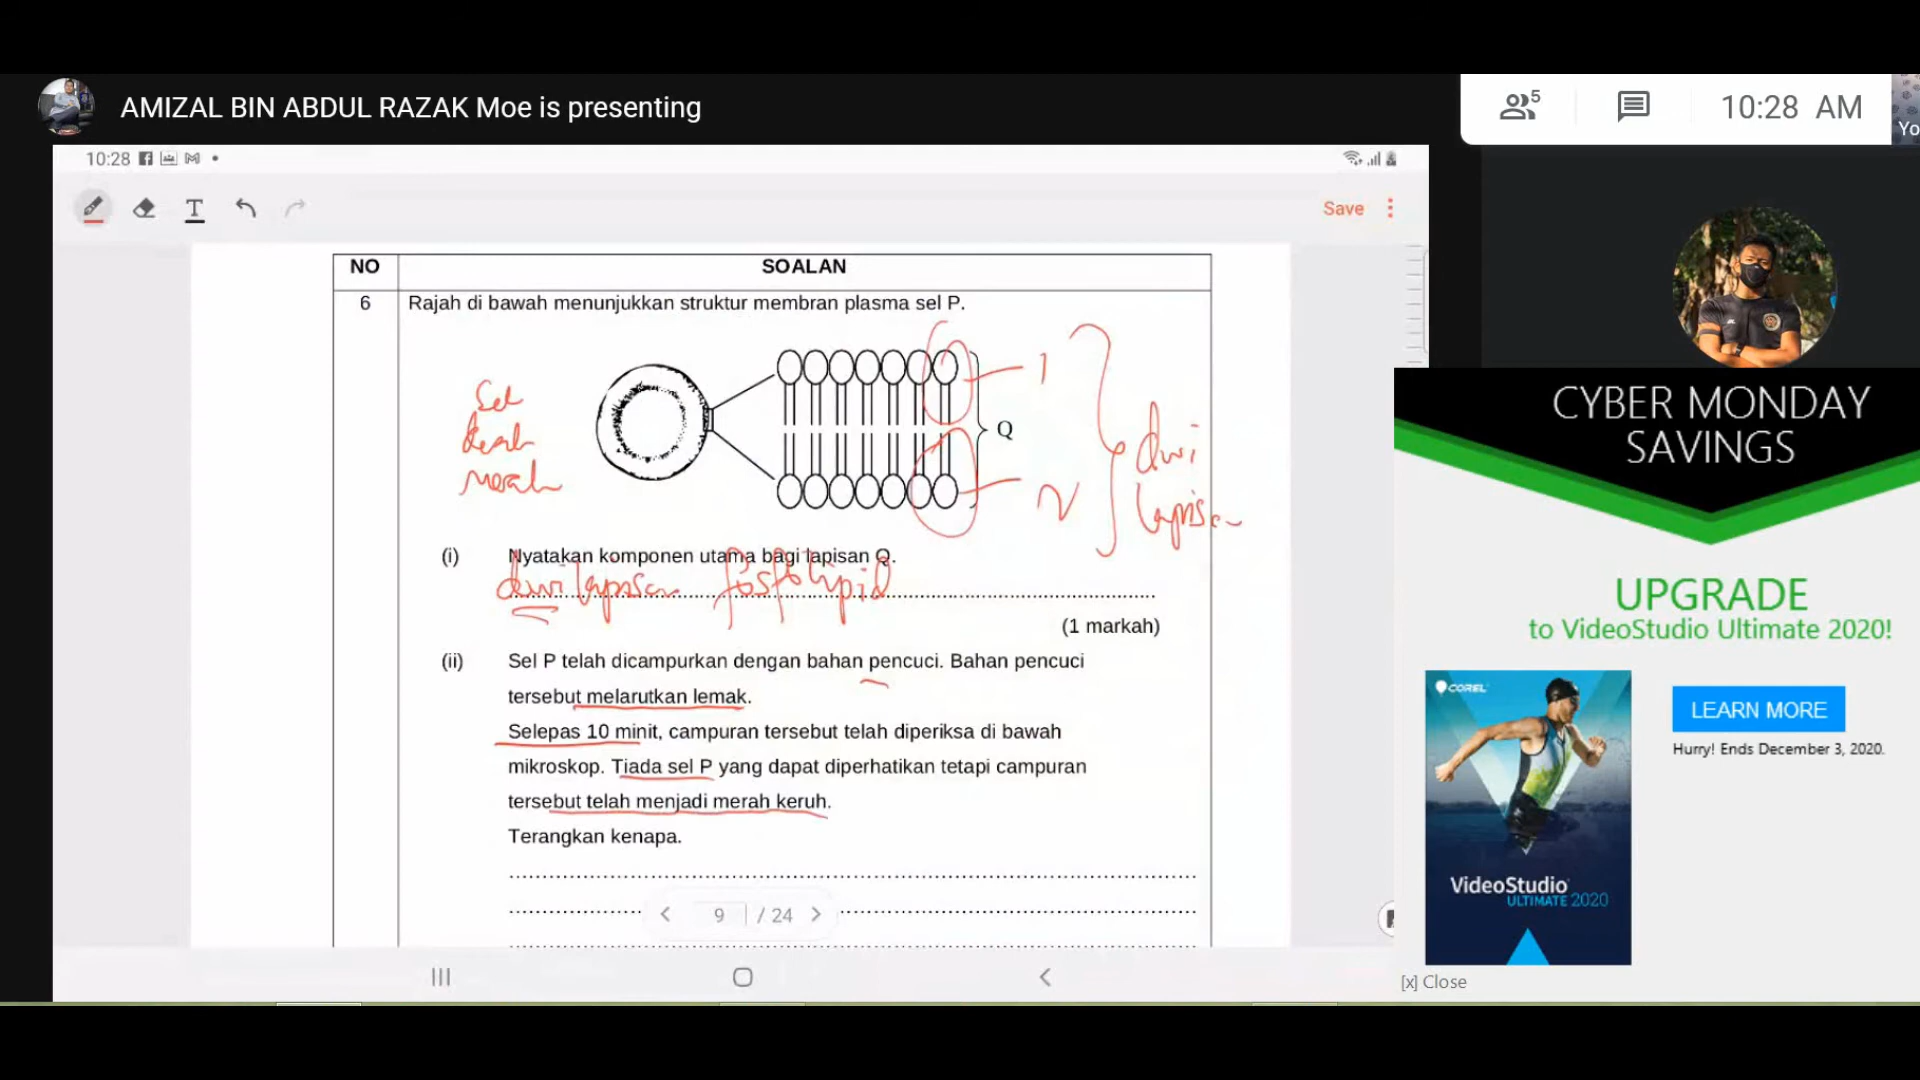 AMIZAL BIN ABDUL RAZAK Moe is presenting
5
10:28 AM
Yo
10:28
T
Save
NO
SOALAN
6
Rajah di bawah menunjukkan struktur membran plasma sel P.
Sel
darah
merah
Q
1
2
dwi
lapisan
(i)
Nyatakan komponen utama bagi lapisan Q.
dwilapisan fosfolipid
(1 markah)
(ii)
Sel P telah dicampurkan dengan bahan pencuci. Bahan pencuci
tersebut melarutkan lemak.
Selepas 10 minit, campuran tersebut telah diperiksa di bawah
mikroskop. Tiada sel P yang dapat diperhatikan tetapi campuran
tersebut telah menjadi merah keruh.
Terangkan kenapa.
9 / 24
CYBER MONDAY
SAVINGS
UPGRADE
to VideoStudio Ultimate 2020!
COREL
VideoStudio
ULTIMATE 2020
LEARN MORE
Hurry! Ends December 3, 2020.
[x] Close